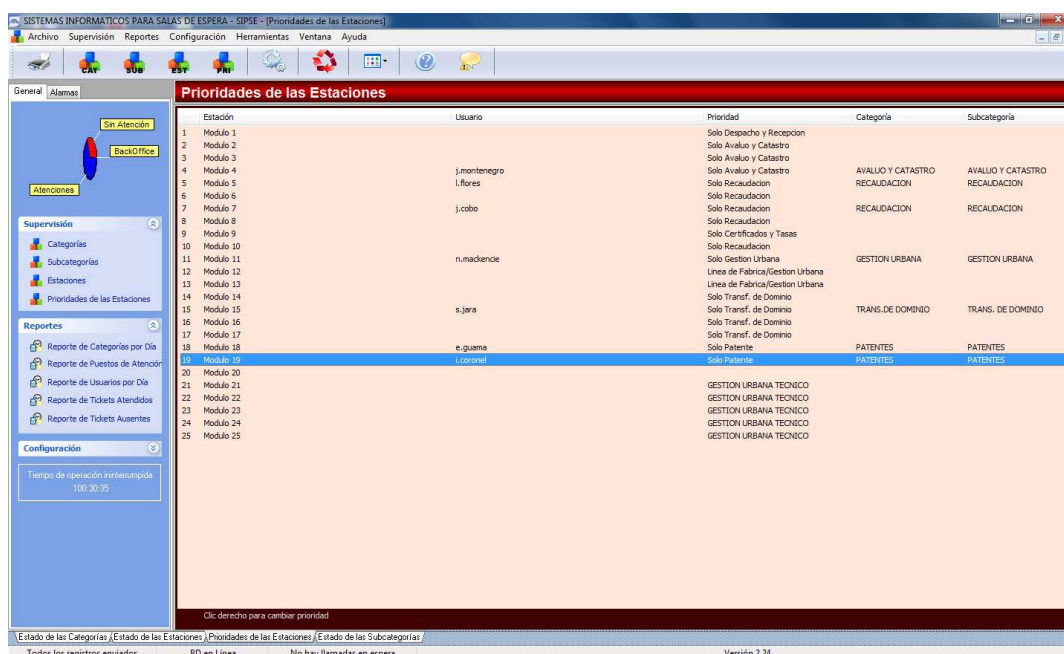 SISTEMAS INFORMATICOS PARA SALAS DE ESPERA - SIPSE - [Prioridades de las Estaciones]
Archivo Supervisión Reportes Configuración Herramientas Ventana Ayuda
CAT SUB EST PRI
General Alarmas
Prioridades de las Estaciones
Sin Atención
BackOffice
Atenciones
Supervisión
Categorías
Subcategorías
Estaciones
Prioridades de las Estaciones
Reportes
Reporte de Categorías por Día
Reporte de Puestos de Atención
Reporte de Usuarios por Día
Reporte de Tickets Atendidos
Reporte de Tickets Ausentes
Configuración
Tiempo de operación ininterrumpida
100:30:35
Estación Usuario Prioridad Categoría Subcategoría
1 Modulo 1 Solo Despacho y Recepcion
2 Modulo 2 Solo Avaluo y Catastro
3 Modulo 3 Solo Avaluo y Catastro
4 Modulo 4 j.montenegro Solo Avaluo y Catastro AVALUO Y CATASTRO AVALUO Y CATASTRO
5 Modulo 5 l.flores Solo Recaudacion RECAUDACION RECAUDACION
6 Modulo 6 Solo Recaudacion
7 Modulo 7 j.cobo Solo Recaudacion RECAUDACION RECAUDACION
8 Modulo 8 Solo Recaudacion
9 Modulo 9 Solo Certificados y Tasas
10 Modulo 10 Solo Recaudacion
11 Modulo 11 n.mackencie Solo Gestion Urbana GESTION URBANA GESTION URBANA
12 Modulo 12 Linea de Fabrica/Gestion Urbana
13 Modulo 13 Linea de Fabrica/Gestion Urbana
14 Modulo 14 Solo Transf. de Dominio
15 Modulo 15 s.jara Solo Transf. de Dominio TRANS.DE DOMINIO TRANS. DE DOMINIO
16 Modulo 16 Solo Transf. de Dominio
17 Modulo 17 Solo Transf. de Dominio
18 Modulo 18 e.guama Solo Patente PATENTES PATENTES
19 Modulo 19 i.coronel Solo Patente PATENTES PATENTES
20 Modulo 20
21 Modulo 21 GESTION URBANA TECNICO
22 Modulo 22 GESTION URBANA TECNICO
23 Modulo 23 GESTION URBANA TECNICO
24 Modulo 24 GESTION URBANA TECNICO
25 Modulo 25 GESTION URBANA TECNICO
Clic derecho para cambiar prioridad
Estado de las Categorías Estado de las Estaciones Prioridades de las Estaciones Estado de las Subcategorías
Todos los registros enviados BD en Línea No hay llamadas en espera Versión 2.24